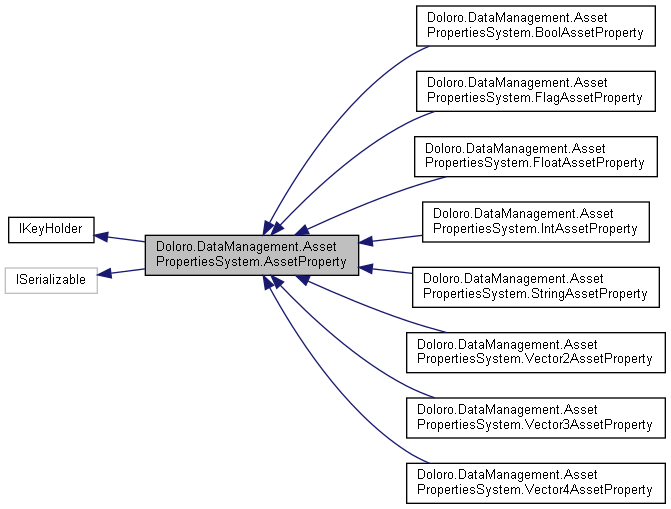 IKeyHolder
ISerializable
Doloro.DataManagement.Asset
PropertiesSystem.AssetProperty
Doloro.DataManagement.Asset
PropertiesSystem.BoolAssetProperty
Doloro.DataManagement.Asset
PropertiesSystem.FlagAssetProperty
Doloro.DataManagement.Asset
PropertiesSystem.FloatAssetProperty
Doloro.DataManagement.Asset
PropertiesSystem.IntAssetProperty
Doloro.DataManagement.Asset
PropertiesSystem.StringAssetProperty
Doloro.DataManagement.Asset
PropertiesSystem.Vector2AssetProperty
Doloro.DataManagement.Asset
PropertiesSystem.Vector3AssetProperty
Doloro.DataManagement.Asset
PropertiesSystem.Vector4AssetProperty